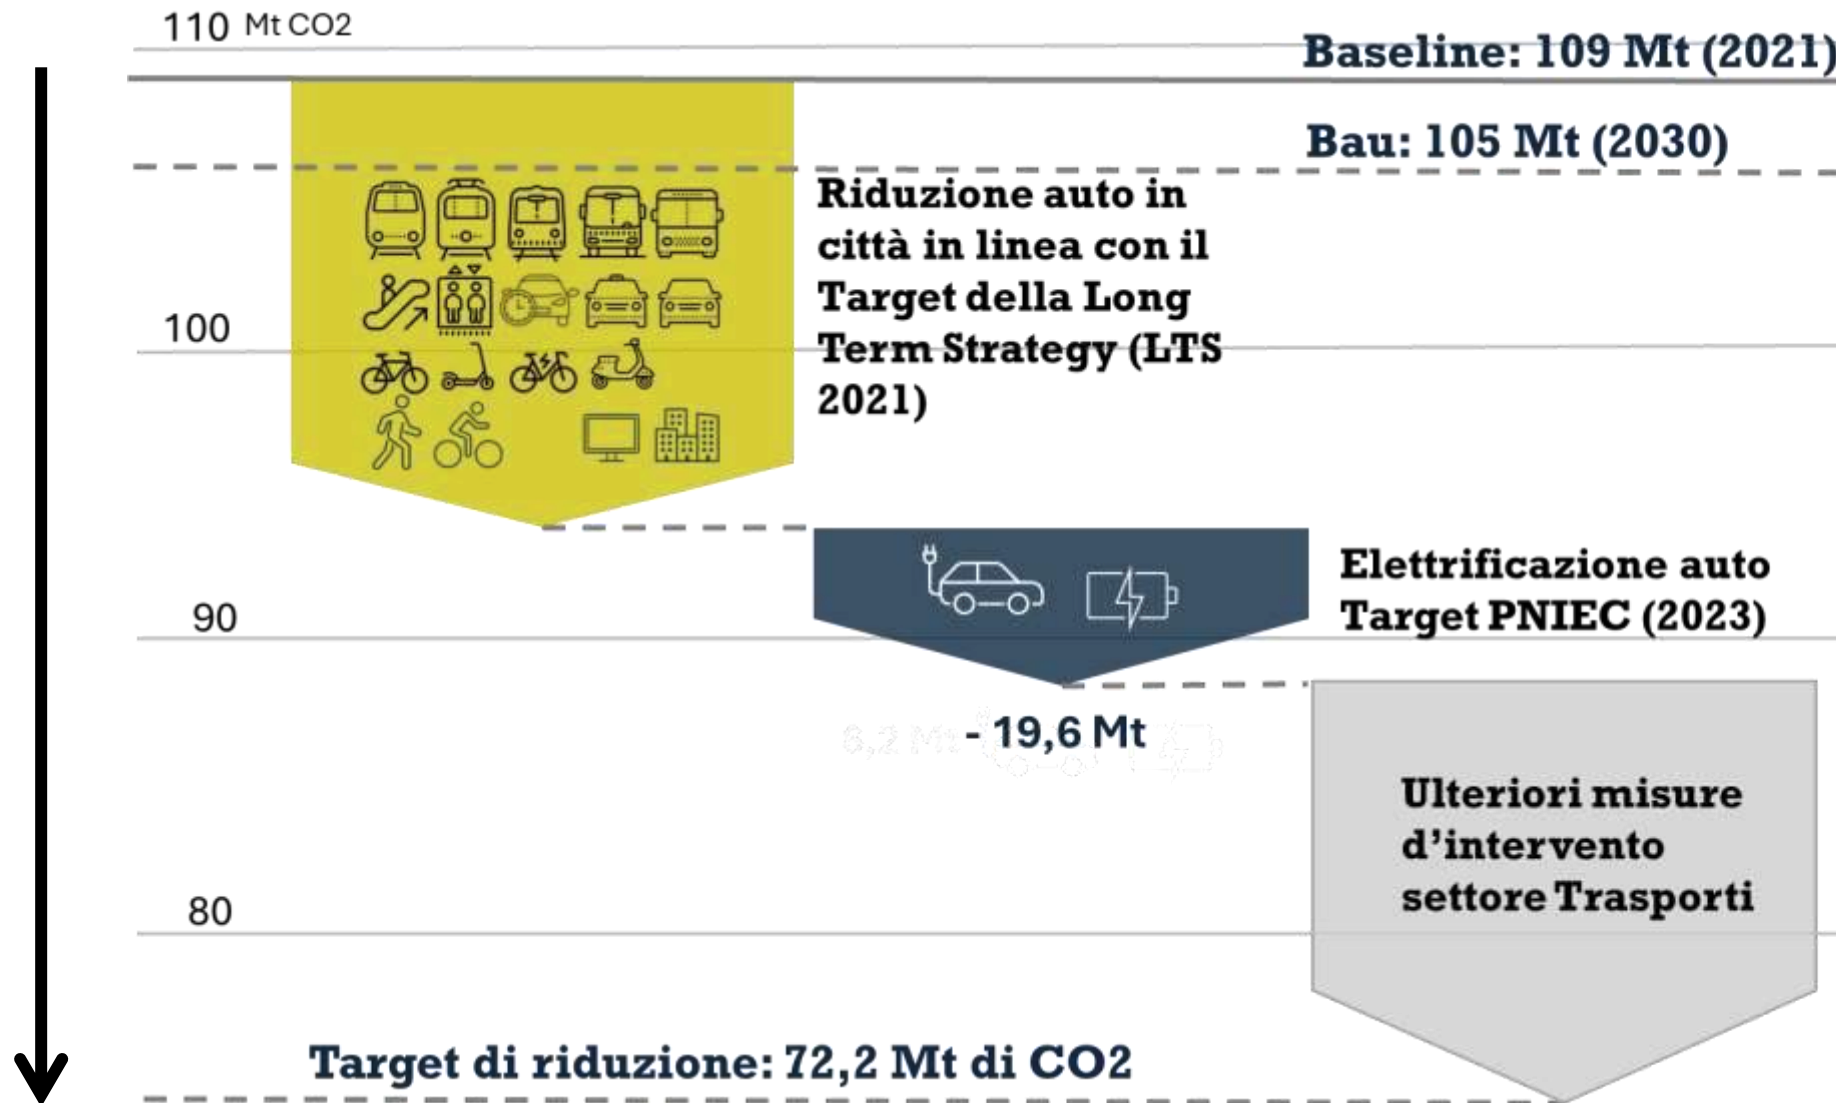 110 Mt CO2
Baseline: 109 Mt (2021)
Bau: 105 Mt (2030)
Riduzione auto in
città in linea con il
Target della Long
Term Strategy (LTS
2021)
100
Elettrificazione auto
Target PNIEC (2023)
90
- 19,6 Mt
Ulteriori misure
d’intervento
settore Trasporti
80
Target di riduzione: 72,2 Mt di CO2